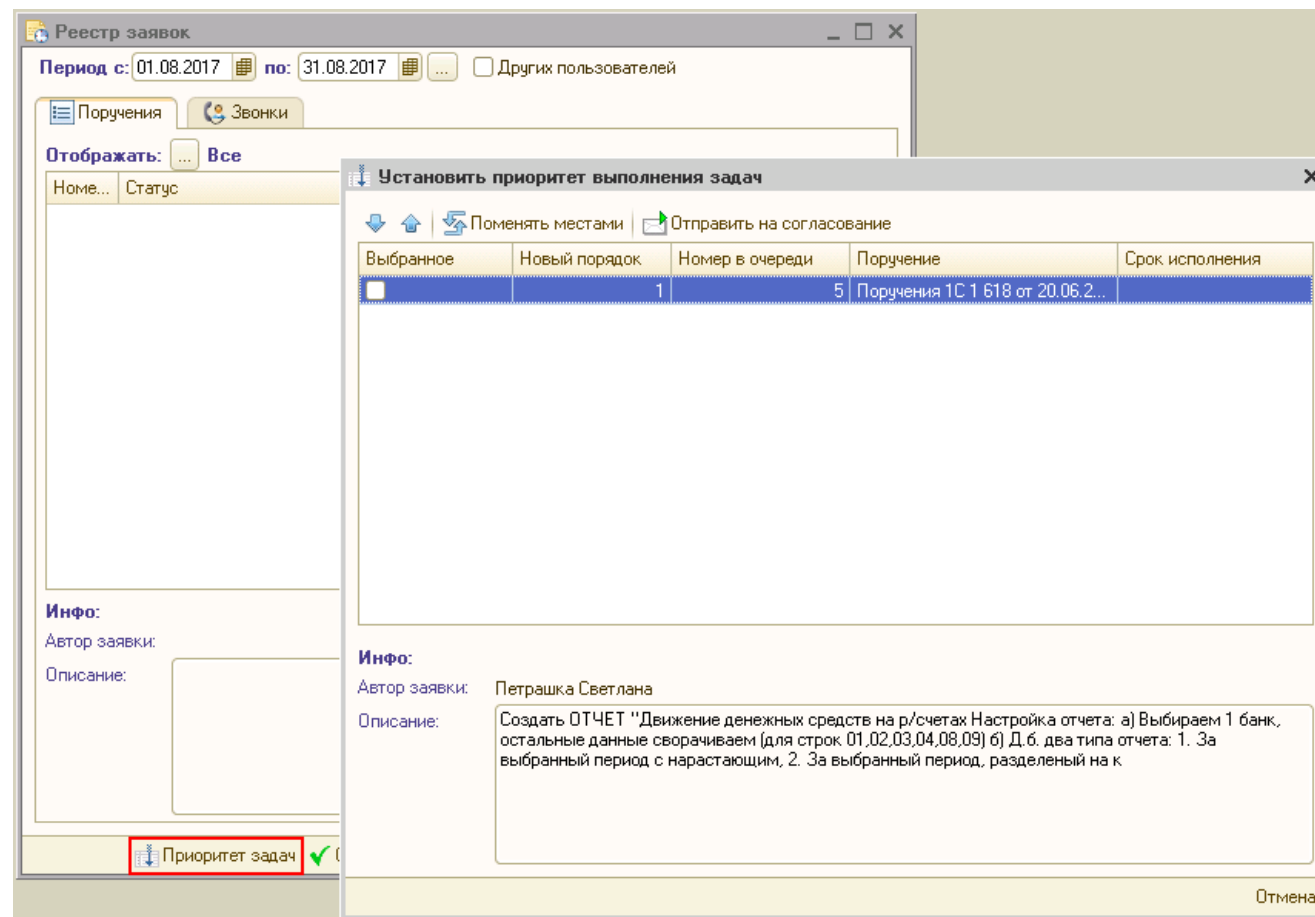 Реестр заявок
Период с: 01.08.2017 по: 31.08.2017 ... Других пользователей
Поручения Звонки
Отображать: ... Все
Номе... Статус
Инфо:
Автор заявки:
Описание:
Приоритет задач
Установить приоритет выполнения задач
Поменять местами Отправить на согласование
Выбранное Новый порядок Номер в очереди Поручение Срок исполнения
1 5 Поручения 1С 1 618 от 20.06.2...
Инфо:
Автор заявки: Петрашка Светлана
Описание: Создать ОТЧЕТ "Движение денежных средств на р/счетах Настройка отчета: а) Выбираем 1 банк,
остальные данные сворачиваем (для строк 01,02,03,04,08,09) б) Д.б. два типа отчета: 1. За
выбранный период с нарастающим, 2. За выбранный период, разделеный на к
Отмена